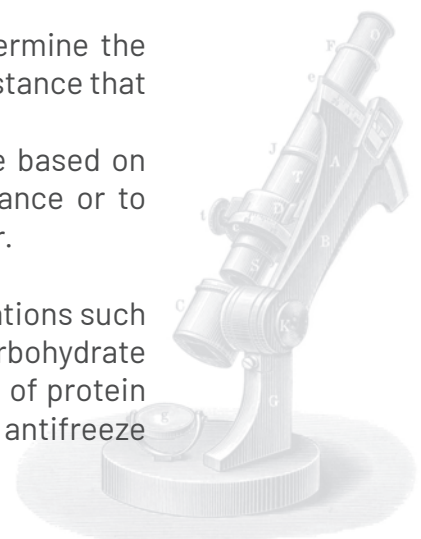 ermine the
stance that
e based on
ance or to
r.
ations such
rbohydrate
of protein
antifreeze
O
F
e
J
A
T
t
D
c
B
S
C
K
G